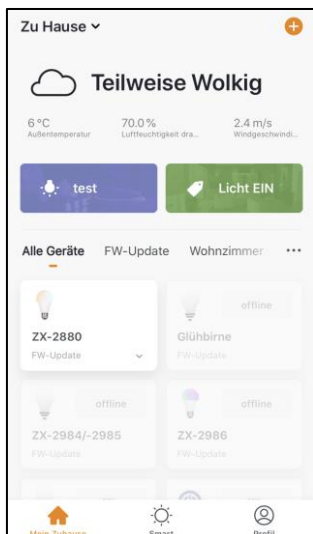 Zu Hause
Teilweise Wolkig
6 °C 70.0 % 2.4 m/s
Außentemperatur Luftfeuchtigkeit dra... Windgeschwindi...
test Licht EIN
Alle Geräte FW-Update Wohnzimmer ...
offline
ZX-2880 Glühbirne
FW-Update FW-Update
offline offline
ZX-2984/-2985 ZX-2986
FW-Update FW-Update
Mein Zuhause Smart Profil